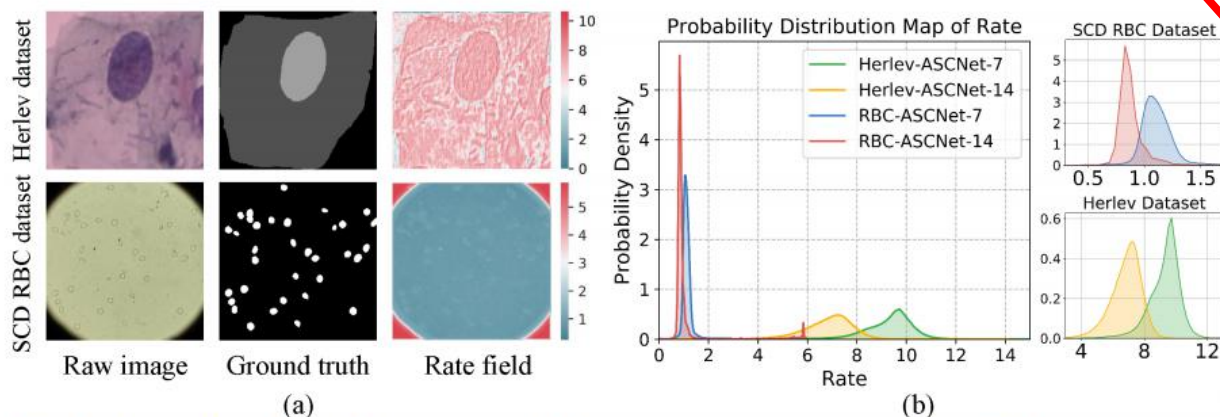 Herlev dataset
10
8
6
4
2
0
SCD RBC dataset
5
4
3
2
1
Raw image
Ground truth
Rate field
(a)
Probability Distribution Map of Rate
Probability Density
5
4
3
2
1
0
0 2 4 6 8 10 12 14
Rate
Herlev-ASCNet-7
Herlev-ASCNet-14
RBC-ASCNet-7
RBC-ASCNet-14
SCD RBC Dataset
5
4
3
2
1
0
0.5 1.0 1.5
Herlev Dataset
0.6
0.4
0.2
0.0
4 8 12
(b)